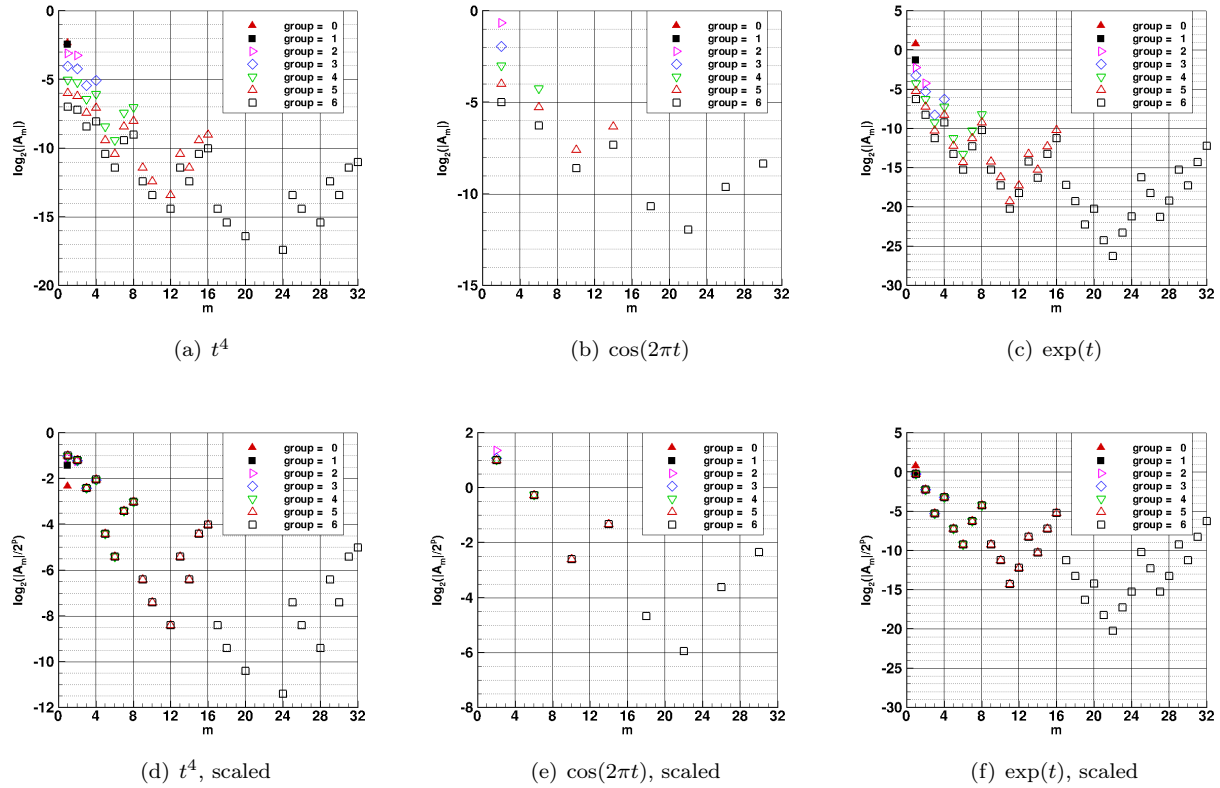 0
-5
-10
-15
-20
log₂(|Aₘ|)
0 4 8 12 16 20 24 28 32
m
group = 0
group = 1
group = 2
group = 3
group = 4
group = 5
group = 6
(a) t⁴
0
-5
-10
-15
log₂(|Aₘ|)
0 4 8 12 16 20 24 28 32
m
group = 0
group = 1
group = 2
group = 3
group = 4
group = 5
group = 6
(b) cos(2πt)
5
0
-5
-10
-15
-20
-25
-30
log₂(|Aₘ|)
0 4 8 12 16 20 24 28 32
m
group = 0
group = 1
group = 2
group = 3
group = 4
group = 5
group = 6
(c) exp(t)
0
-2
-4
-6
-8
-10
-12
log₂(|Aₘ|/2ᵖ)
0 4 8 12 16 20 24 28 32
m
group = 0
group = 1
group = 2
group = 3
group = 4
group = 5
group = 6
(d) t⁴, scaled
2
0
-2
-4
-6
-8
log₂(|Aₘ|/2ᵖ)
0 4 8 12 16 20 24 28 32
m
group = 0
group = 1
group = 2
group = 3
group = 4
group = 5
group = 6
(e) cos(2πt), scaled
5
0
-5
-10
-15
-20
-25
-30
log₂(|Aₘ|/2ᵖ)
0 4 8 12 16 20 24 28 32
m
group = 0
group = 1
group = 2
group = 3
group = 4
group = 5
group = 6
(f) exp(t), scaled